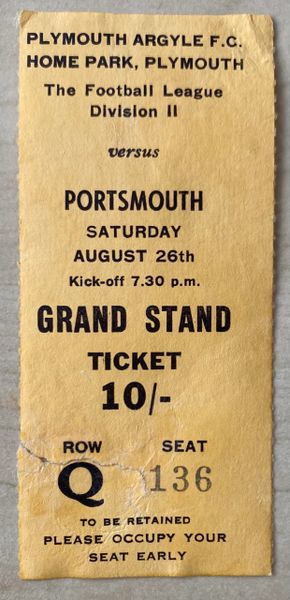 PLYMOUTH ARGYLE F.C.
HOME PARK, PLYMOUTH
The Football League
Division II
versus
PORTSMOUTH
SATURDAY
AUGUST 26th
Kick-off 7.30 p.m.
GRAND STAND
TICKET
10/-
ROW SEAT
Q 136
TO BE RETAINED
PLEASE OCCUPY YOUR
SEAT EARLY